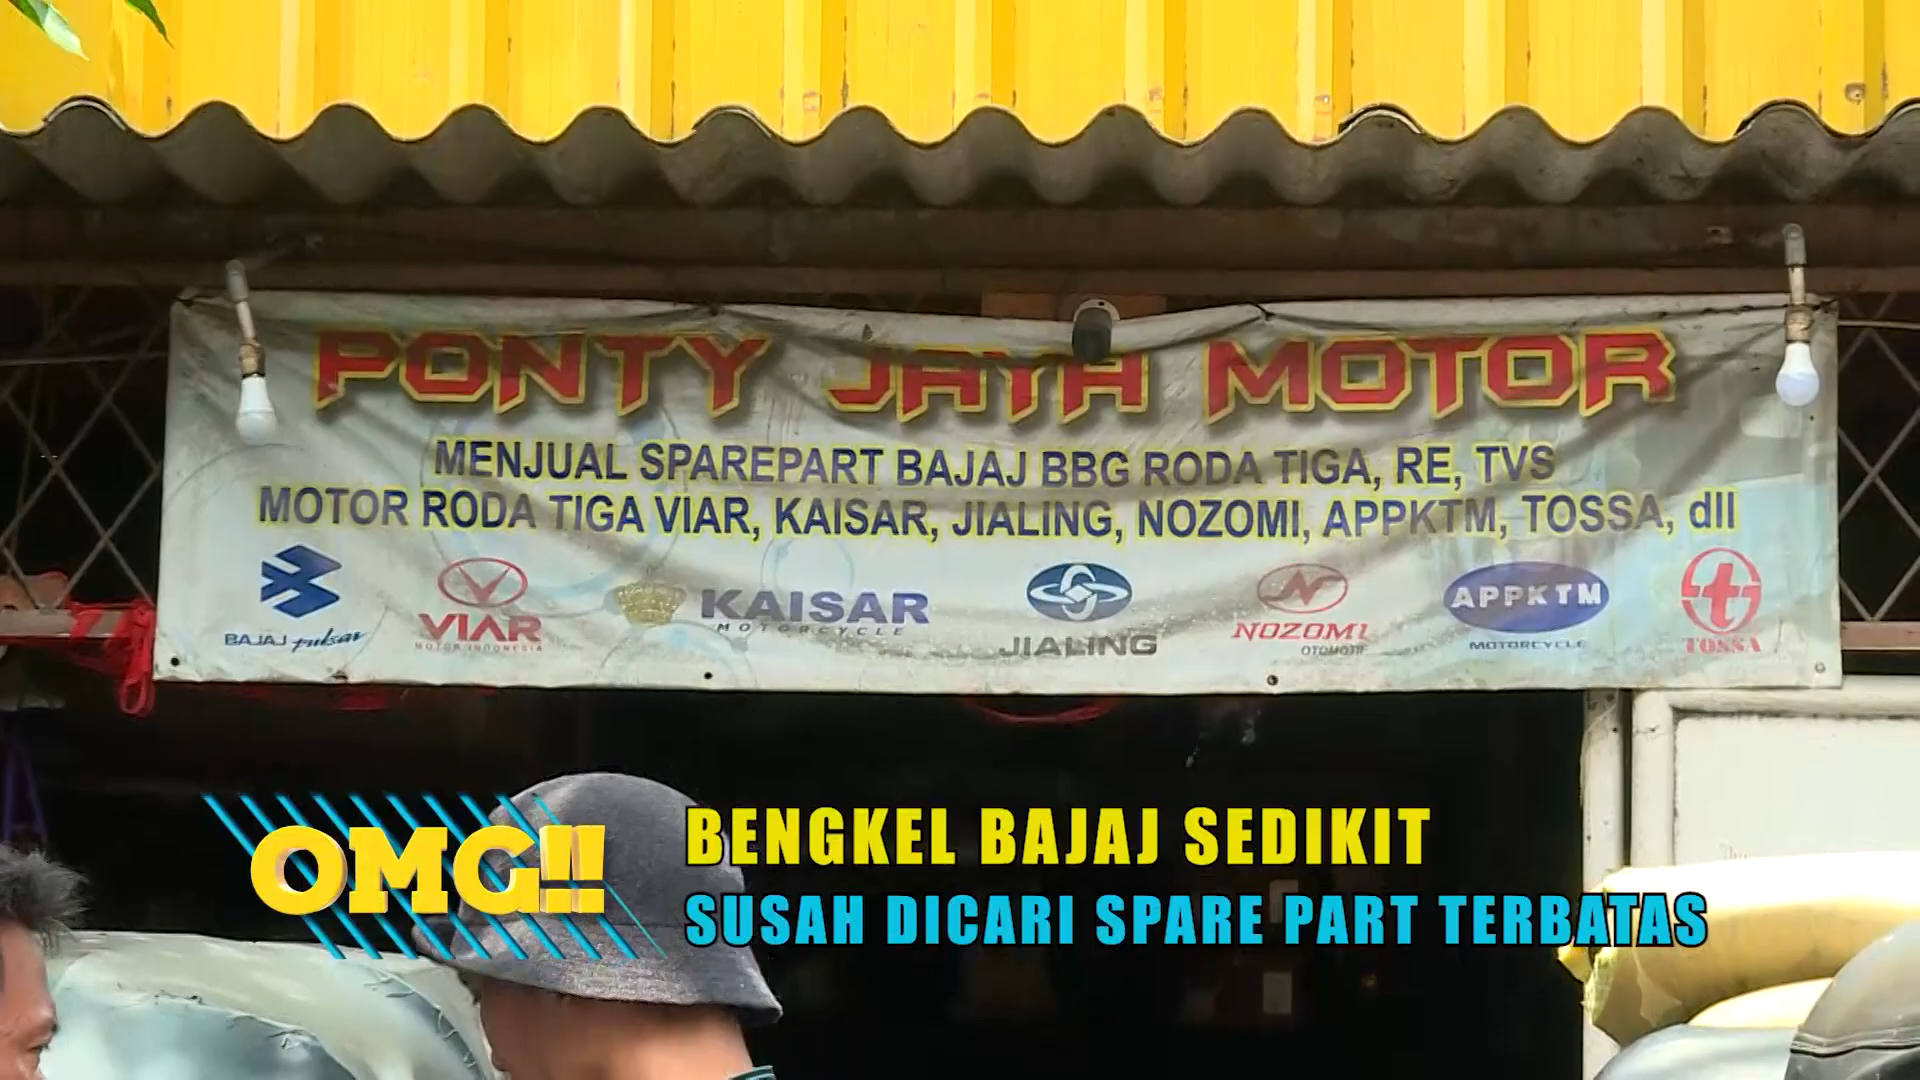 PONTY JAYA MOTOR
MENJUAL SPAREPART BAJAJ BBG RODA TIGA, RE, TVS
MOTOR RODA TIGA VIAR, KAISAR, JIALING, NOZOMI, APPKTM, TOSSA, dll
BAJAJ pulsar
VIAR
MOTOR INDONESIA
KAISAR
MOTORCYCLE
JIALING
NOZOMI
OTOMOTIF
APPKTM
MOTORCYCLE
t
TOSSA
OMG!!
BENGKEL BAJAJ SEDIKIT
SUSAH DICARI SPARE PART TERBATAS